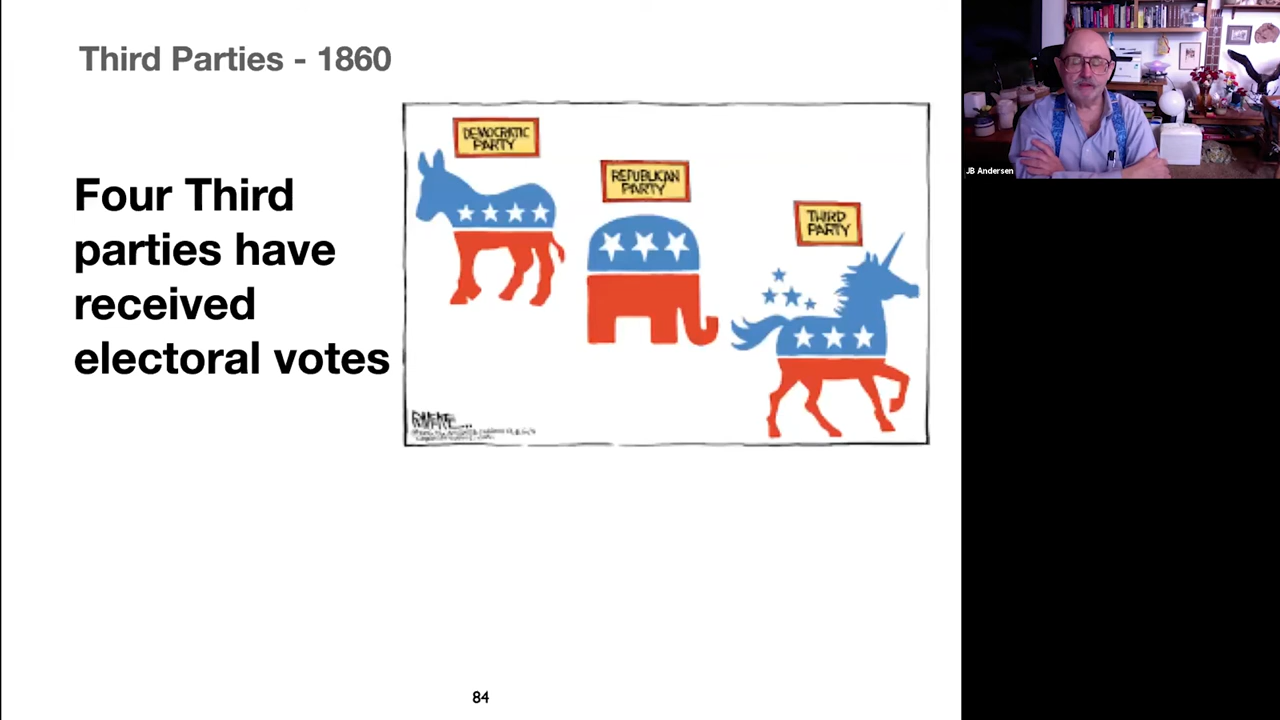 Third Parties - 1860
Four Third
parties have
received
electoral votes
DEMOCRATIC
PARTY
REPUBLICAN
PARTY
THIRD
PARTY
84
JB Andersen